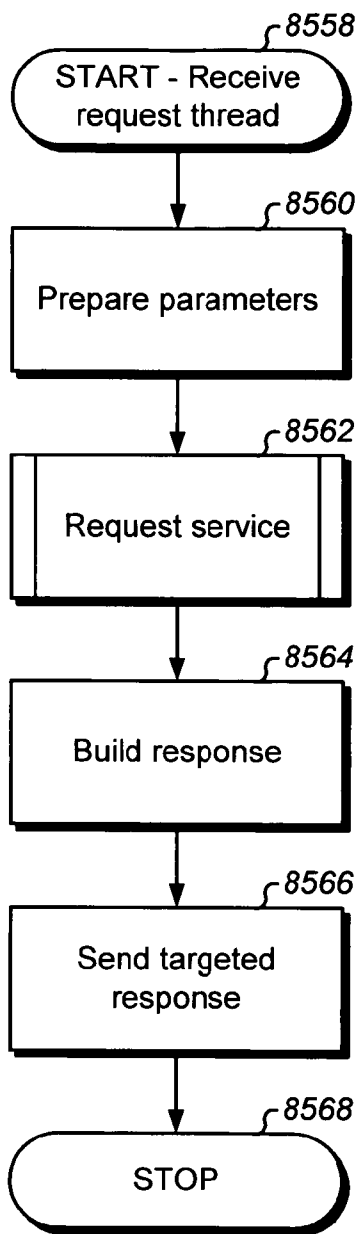 8558
START - Receive
request thread
8560
Prepare parameters
8562
Request service
8564
Build response
8566
Send targeted
response
8568
STOP